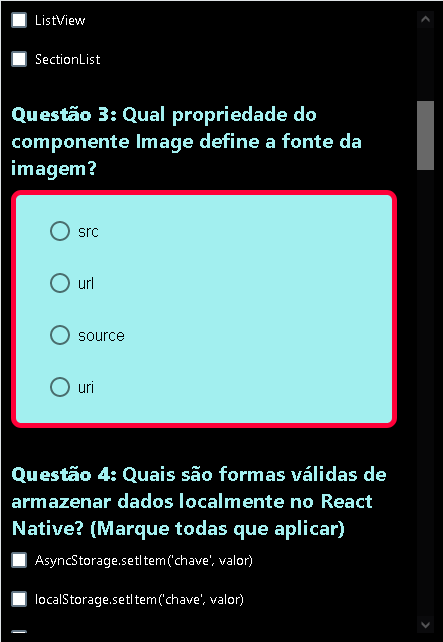 ListView
SectionList
Questão 3: Qual propriedade do
componente Image define a fonte da
imagem?
src
url
source
uri
Questão 4: Quais são formas válidas de
armazenar dados localmente no React
Native? (Marque todas que aplicar)
AsyncStorage.setItem('chave', valor)
localStorage.setItem('chave', valor)